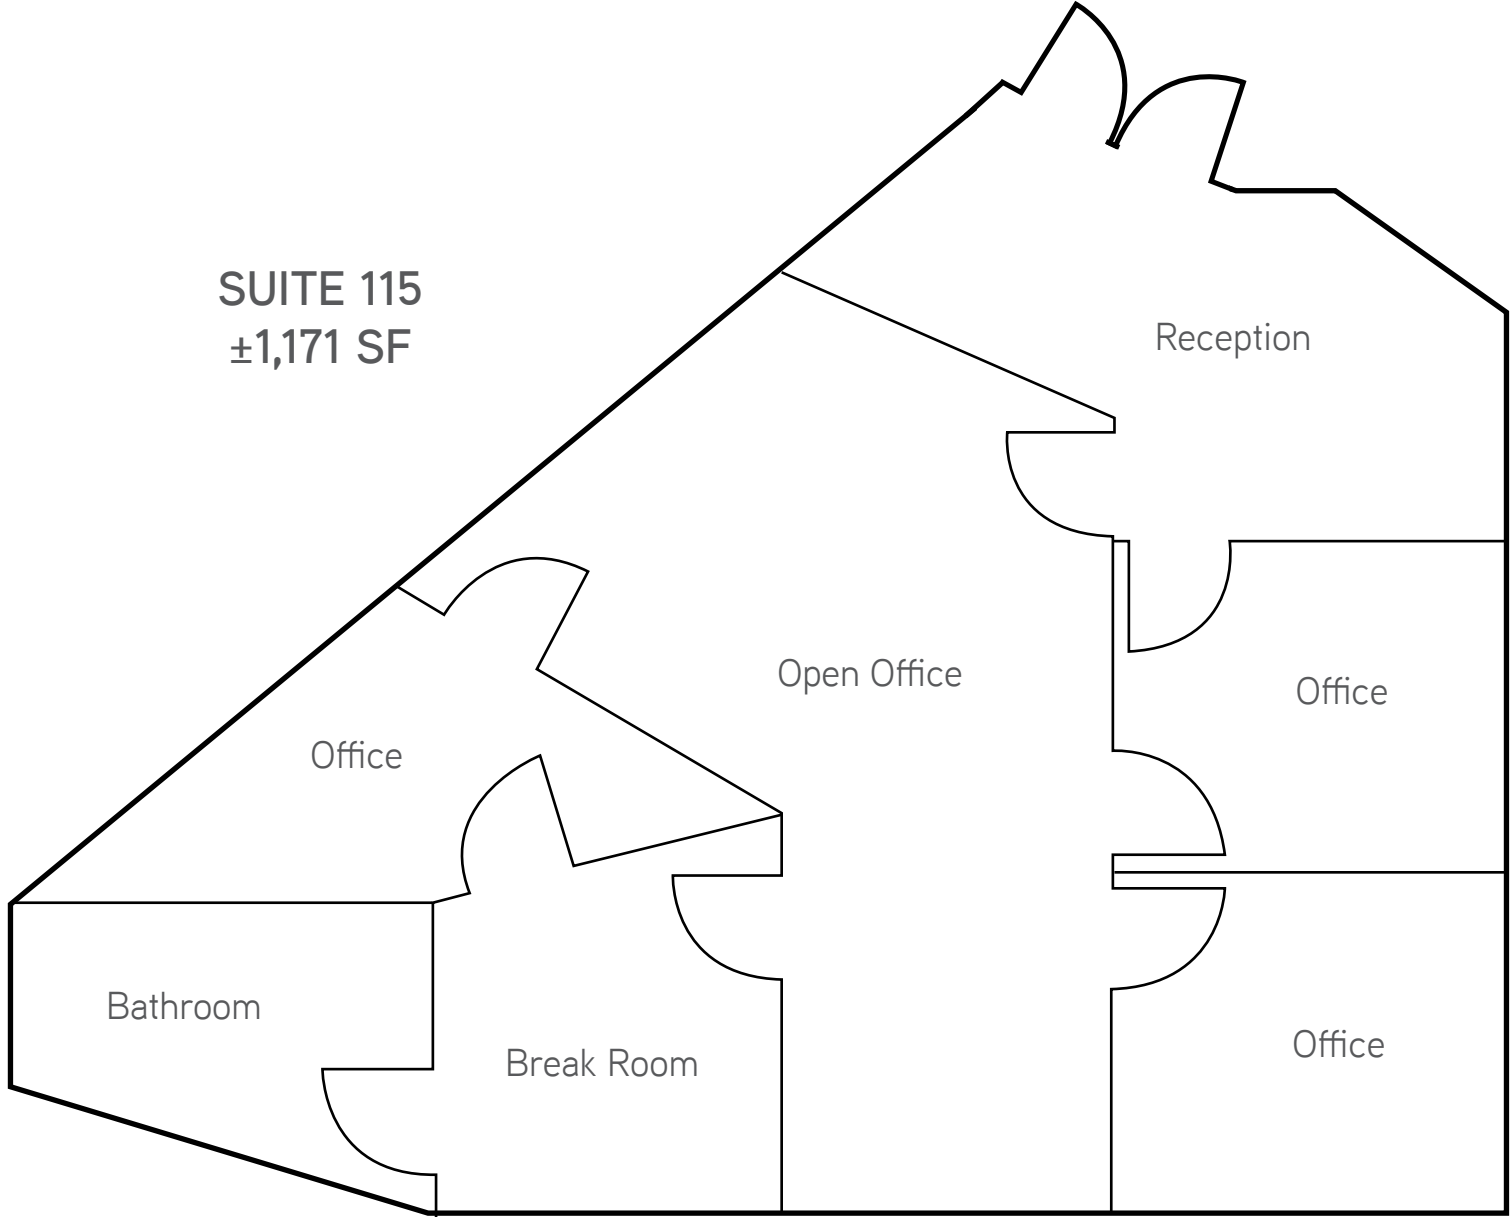 SUITE 115
±1,171 SF
Reception
Open Office
Office
Office
Bathroom
Break Room
Office